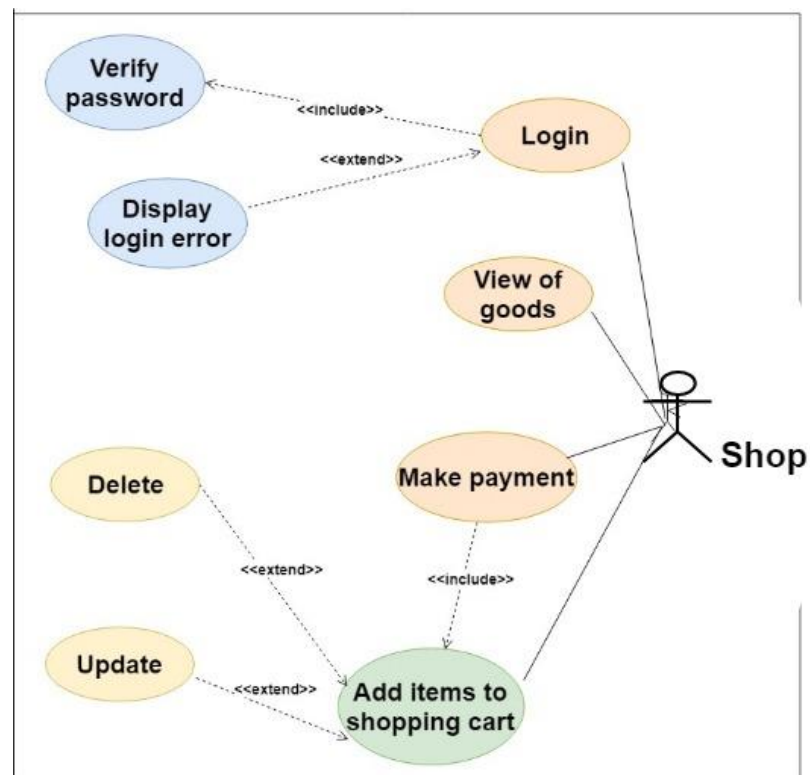 Verify
password
<<include>>
Login
<<extend>>
Display
login error
View of
goods
Shop
Delete
Make payment
<<extend>>
<<include>>
Update
<<extend>>
Add items to
shopping cart